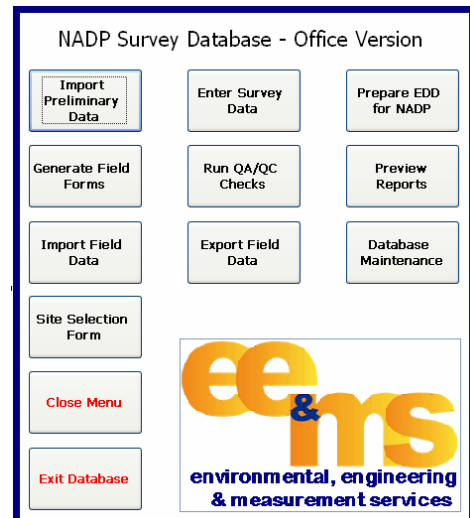 NADP Survey Database - Office Version
Import
Preliminary
Data
Enter Survey
Data
Prepare EDD
for NADP
Generate Field
Forms
Run QA/QC
Checks
Preview
Reports
Import Field
Data
Export Field
Data
Database
Maintenance
Site Selection
Form
Close Menu
Exit Database
ee
&
ms
environmental, engineering
& measurement services